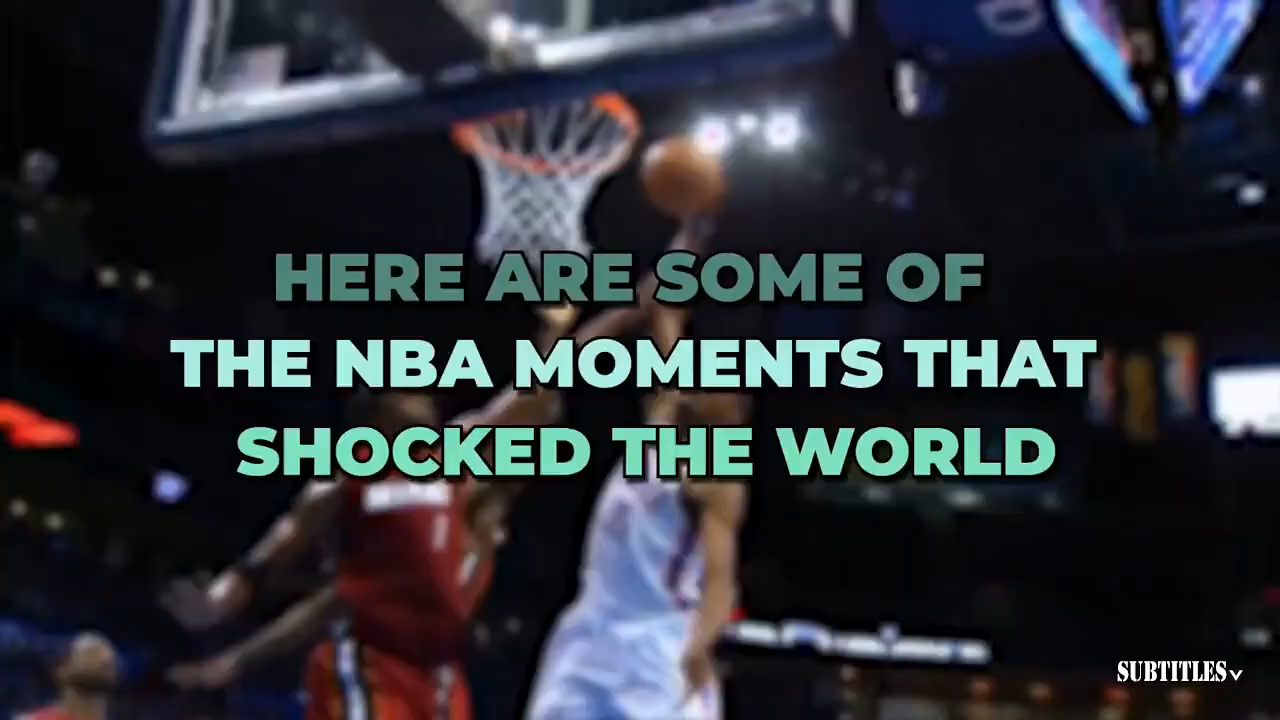 HERE ARE SOME OF
THE NBA MOMENTS THAT
SHOCKED THE WORLD
SUBTITLES